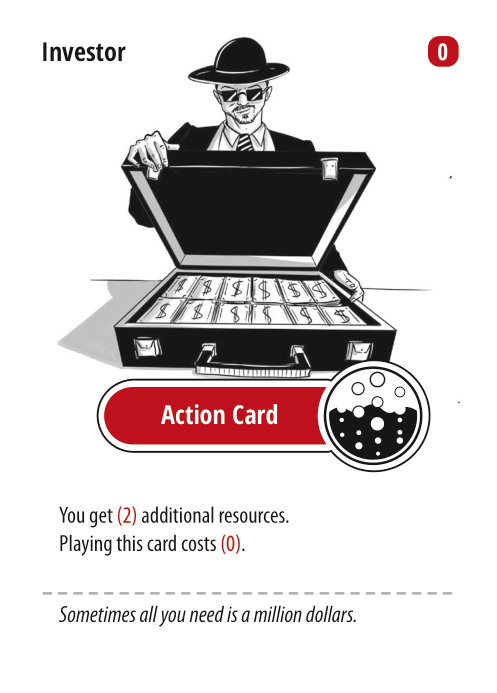 Investor
0
Action Card
You get (2) additional resources.
Playing this card costs (0).
Sometimes all you need is a million dollars.